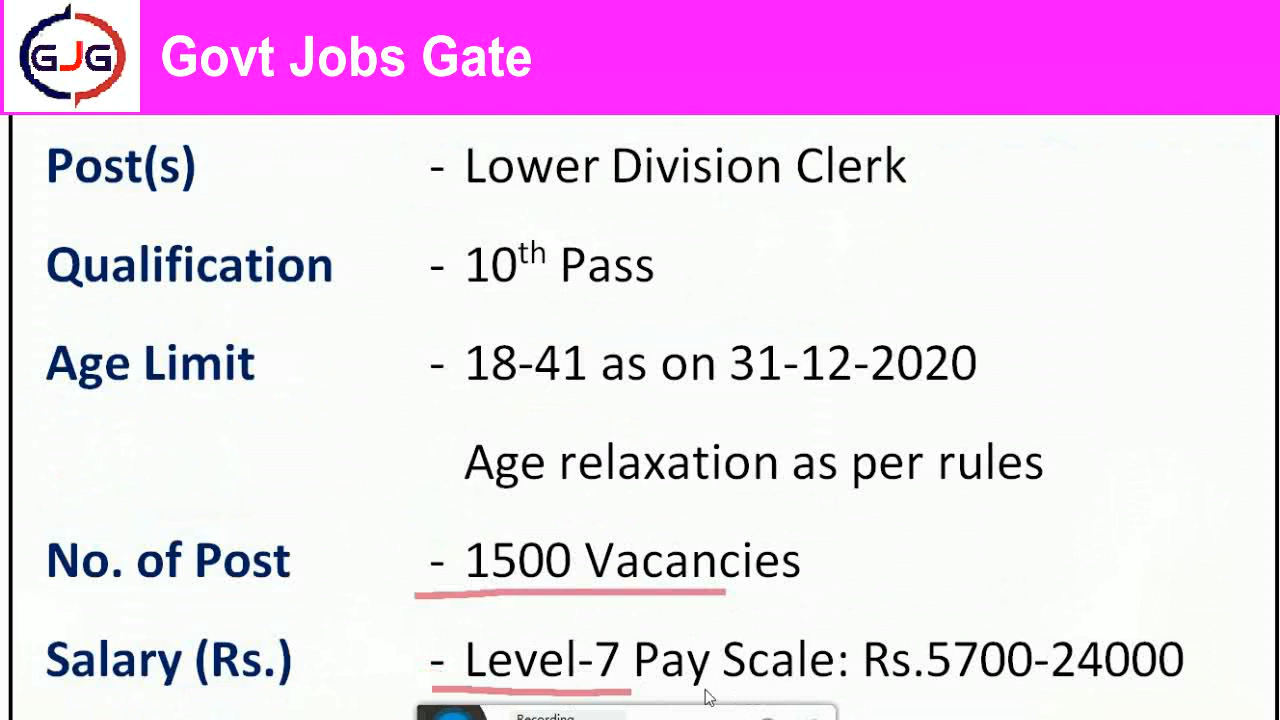 GJG Govt Jobs Gate
Post(s) - Lower Division Clerk
Qualification - 10th Pass
Age Limit - 18-41 as on 31-12-2020
Age relaxation as per rules
No. of Post - 1500 Vacancies
Salary (Rs.) - Level-7 Pay Scale: Rs.5700-24000
Recording